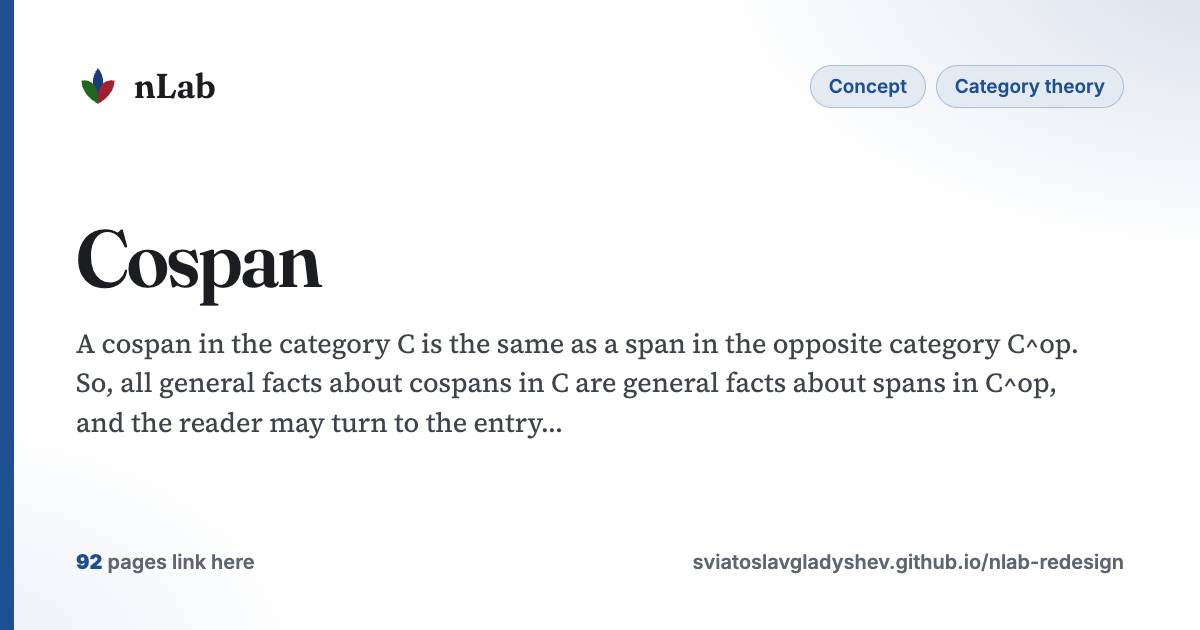 nLab
Concept
Category theory
Cospan
A cospan in the category C is the same as a span in the opposite category C^op.
So, all general facts about cospans in C are general facts about spans in C^op,
and the reader may turn to the entry...
92 pages link here
sviatoslavgladyshev.github.io/nlab-redesign